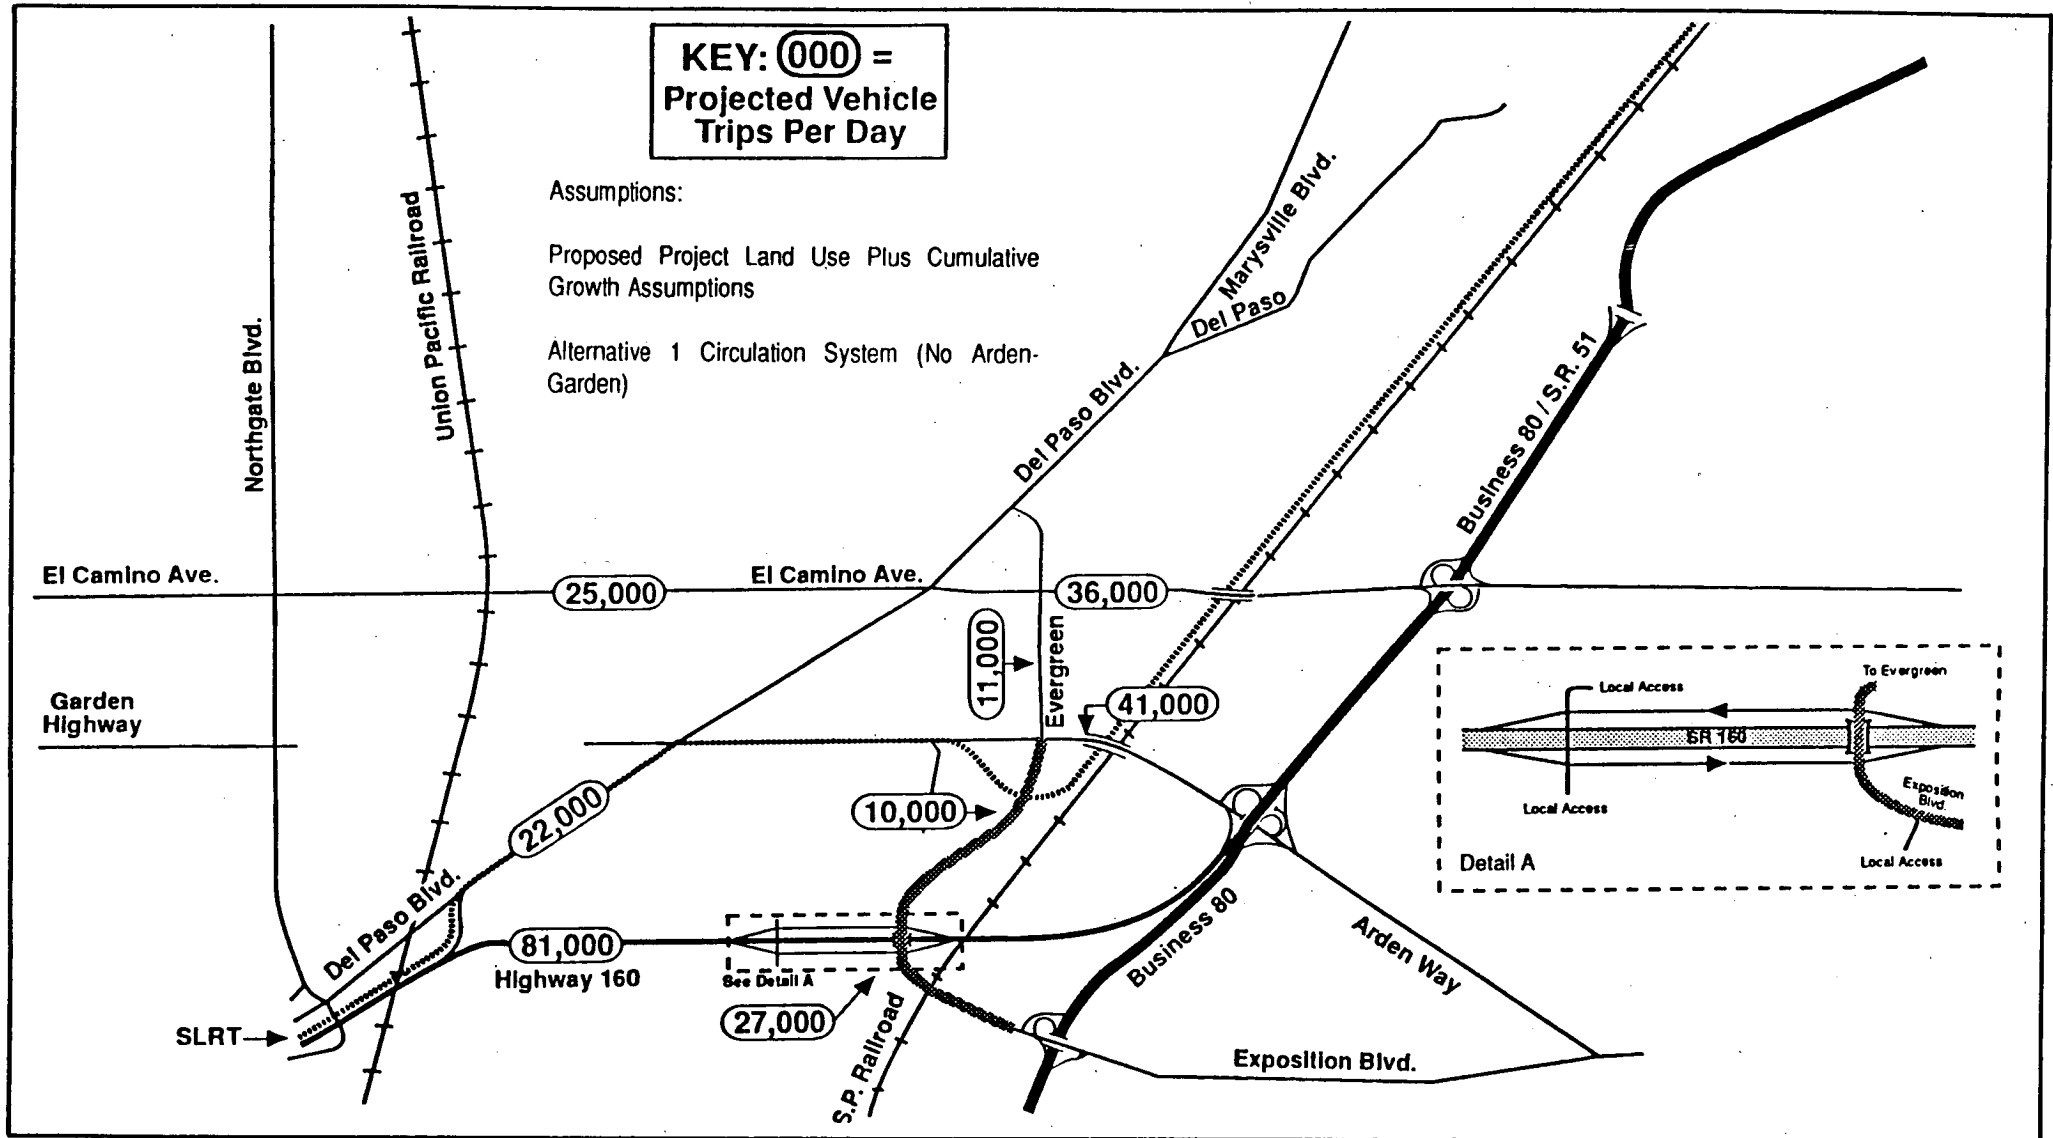 KEY: 000 =
Projected Vehicle
Trips Per Day
Assumptions:
Proposed Project Land Use Plus Cumulative
Growth Assumptions
Alternative 1 Circulation System (No Arden-
Garden)
Northgate Blvd.
Union Pacific Railroad
Marysville Blvd.
Del Paso
Del Paso Blvd.
Business 80 / S.R. 51
El Camino Ave.
25,000
El Camino Ave.
36,000
11,000
Evergreen
41,000
Garden
Highway
10,000
22,000
Del Paso Blvd.
81,000
Highway 160
See Detail A
27,000
SLRT
S.P. Railroad
Business 80
Arden Way
Exposition Blvd.
To Evergreen
Local Access
SR 160
Exposition
Blvd.
Local Access
Local Access
Detail A